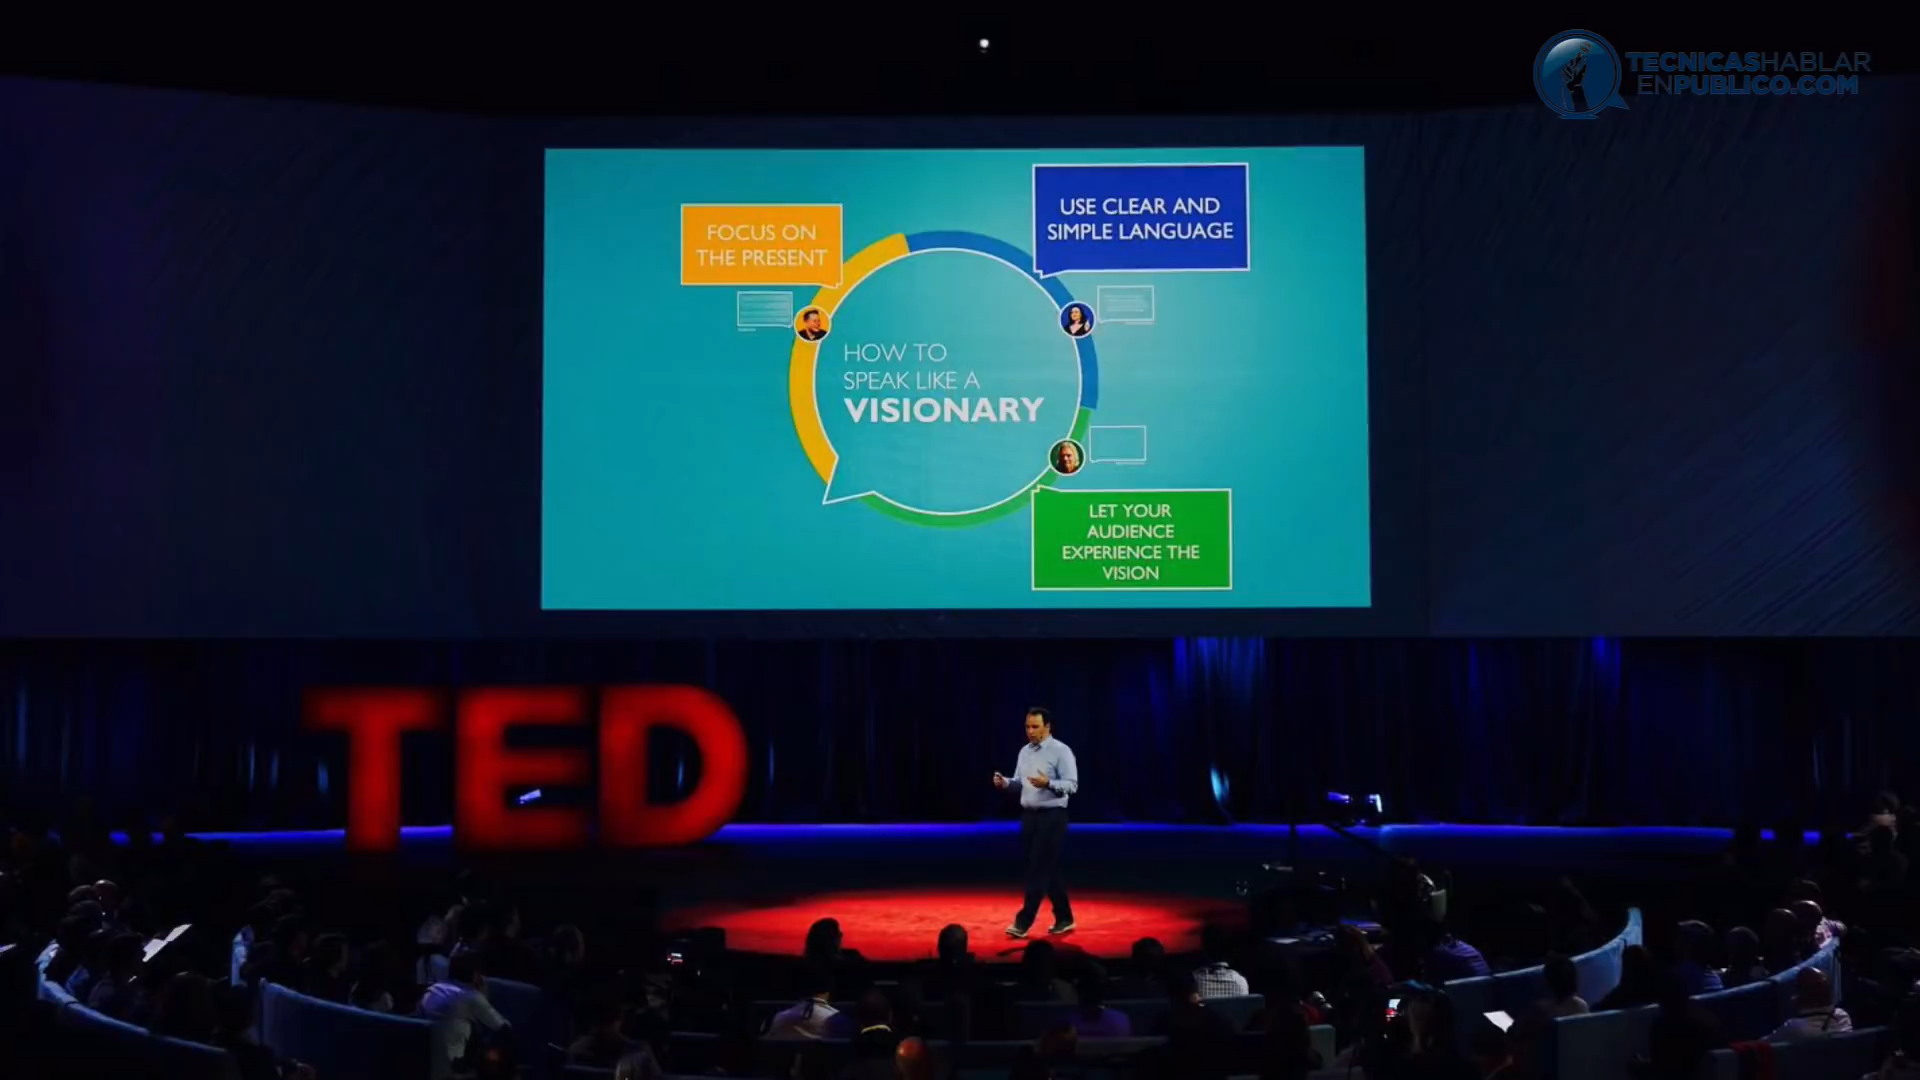 TECNICASHABLAR
ENPUBLICO.COM
FOCUS ON
THE PRESENT
USE CLEAR AND
SIMPLE LANGUAGE
HOW TO
SPEAK LIKE A
VISIONARY
LET YOUR
AUDIENCE
EXPERIENCE THE
VISION
TED